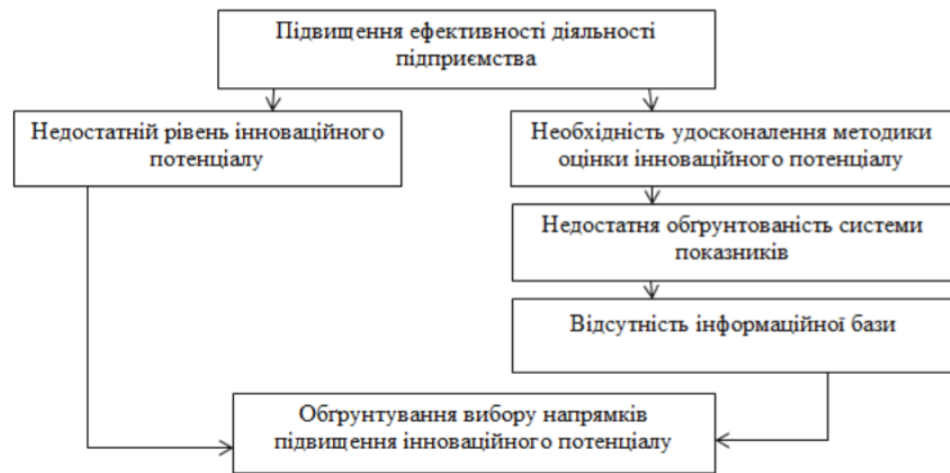 Підвищення ефективності діяльності
підприємства
Недостатній рівень інноваційного
потенціалу
Необхідність удосконалення методики
оцінки інноваційного потенціалу
Недостатня обґрунтованість системи
показників
Відсутність інформаційної бази
Обґрунтування вибору напрямків
підвищення інноваційного потенціалу